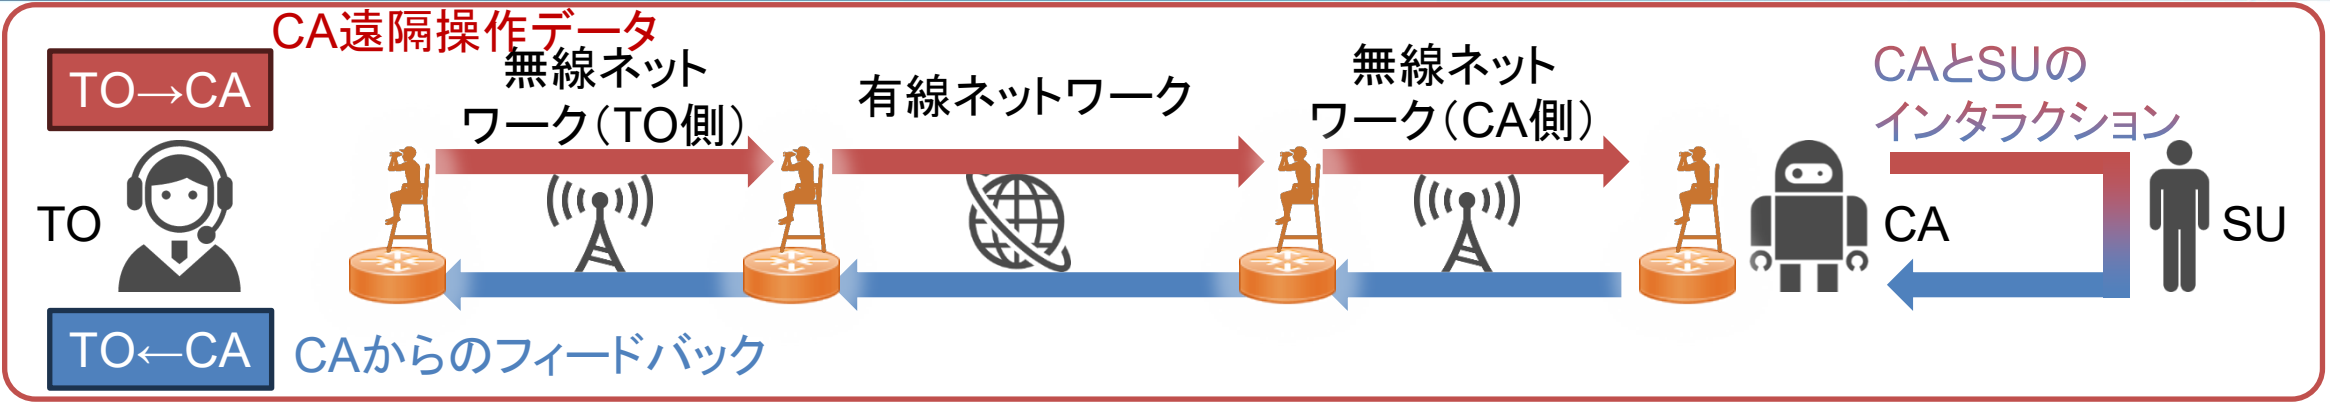 CA遠隔操作データ
TO→CA
無線ネット
ワーク（TO側）
有線ネットワーク
無線ネット
ワーク（CA側）
CAとSUの
インタラクション
TO
CA
SU
TO←CA
CAからのフィードバック